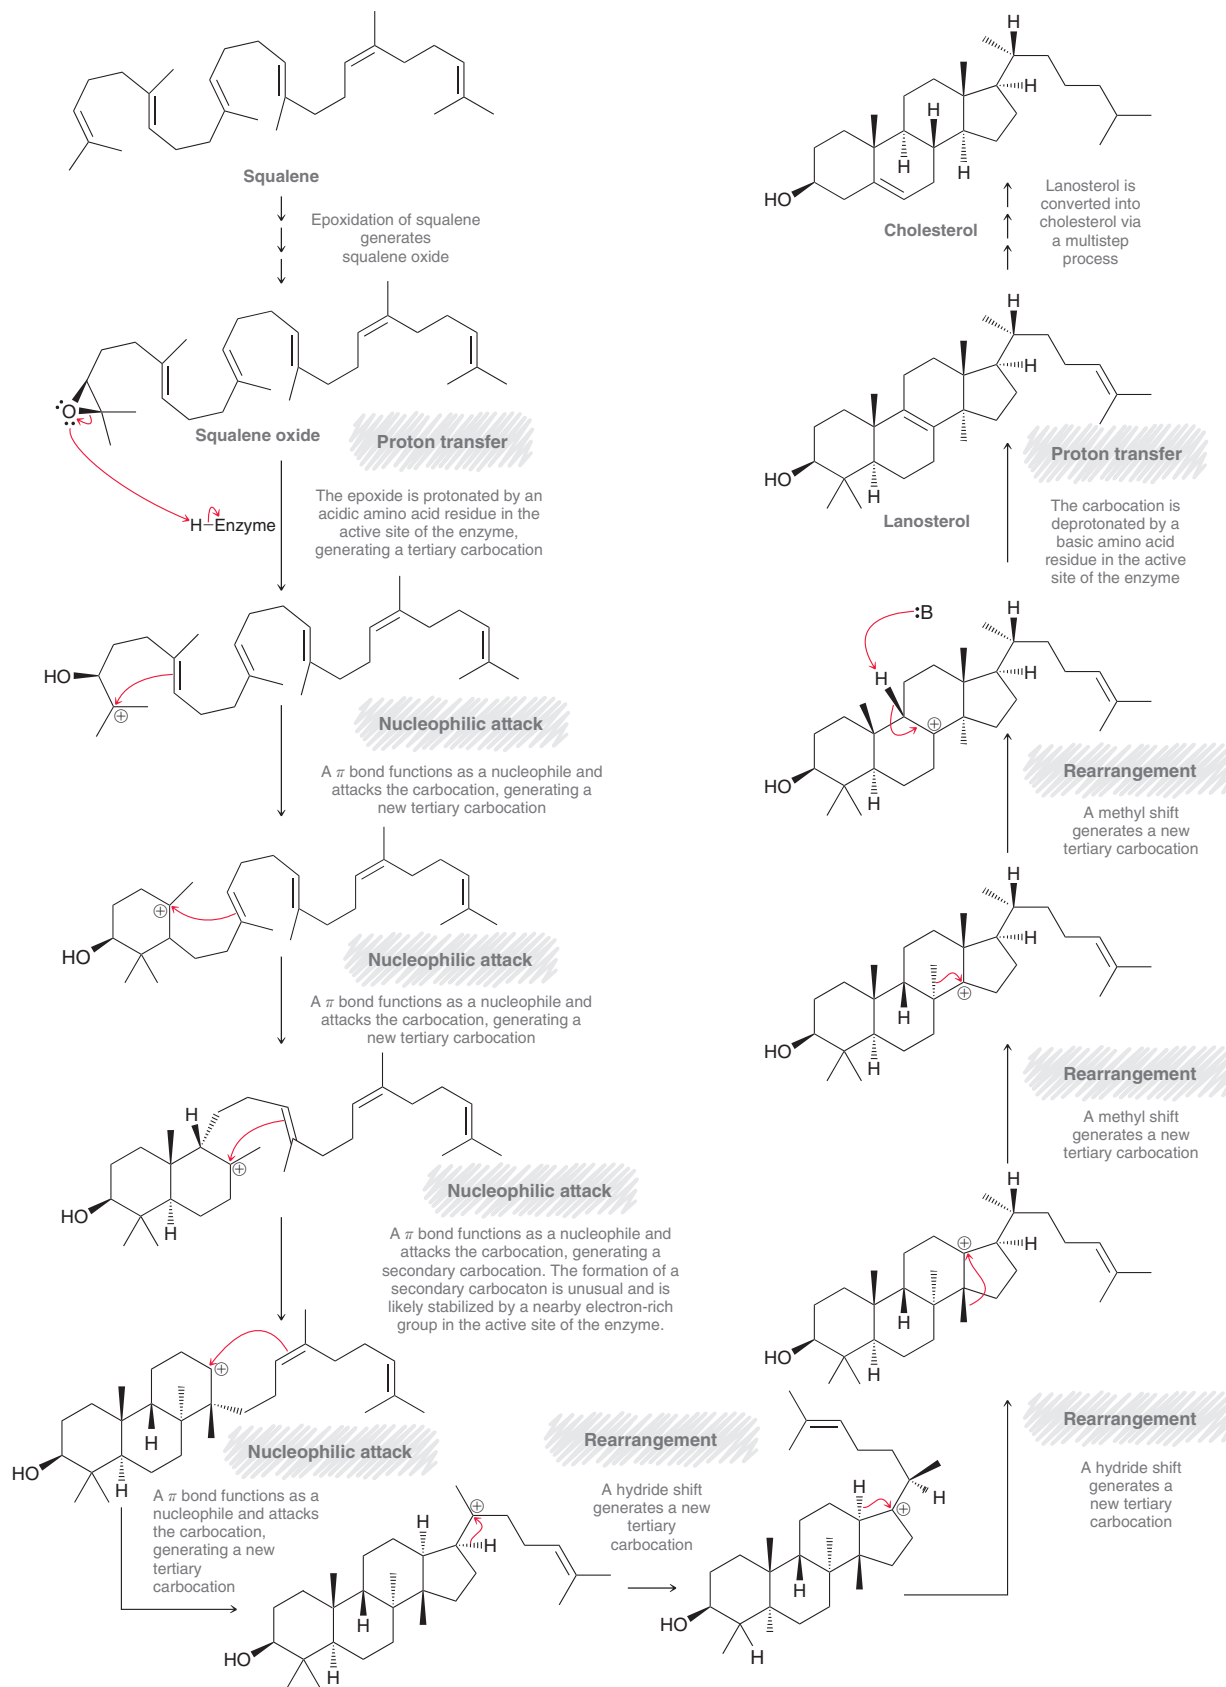 Squalene
Epoxidation of squalene
generates
squalene oxide
O
Squalene oxide
Proton transfer
H–Enzyme
The epoxide is protonated by an
acidic amino acid residue in the
active site of the enzyme,
generating a tertiary carbocation
HO
Nucleophilic attack
A π bond functions as a nucleophile and
attacks the carbocation, generating a
new tertiary carbocation
HO
Nucleophilic attack
A π bond functions as a nucleophile and
attacks the carbocation, generating a
new tertiary carbocation
H
HO
H
Nucleophilic attack
A π bond functions as a nucleophile and
attacks the carbocation, generating a
secondary carbocation. The formation of a
secondary carbocaton is unusual and is
likely stabilized by a nearby electron-rich
group in the active site of the enzyme.
H
HO
H
Nucleophilic attack
A π bond functions as a
nucleophile and attacks
the carbocation,
generating a new
tertiary
carbocation
H
H
H
HO
H
Rearrangement
A hydride shift
generates a new
tertiary
carbocation
H
H
H
HO
H
Rearrangement
A hydride shift
generates a
new tertiary
carbocation
H
H
H
HO
H
Rearrangement
A methyl shift
generates a new
tertiary carbocation
H
H
H
HO
H
Rearrangement
A methyl shift
generates a new
tertiary carbocation
:B
H
H
H
HO
H
Proton transfer
The carbocation is
deprotonated by a
basic amino acid
residue in the active
site of the enzyme
H
H
HO
H
Lanosterol
Lanosterol is
converted into
cholesterol via
a multistep
process
H
H
H
H
H
HO
Cholesterol